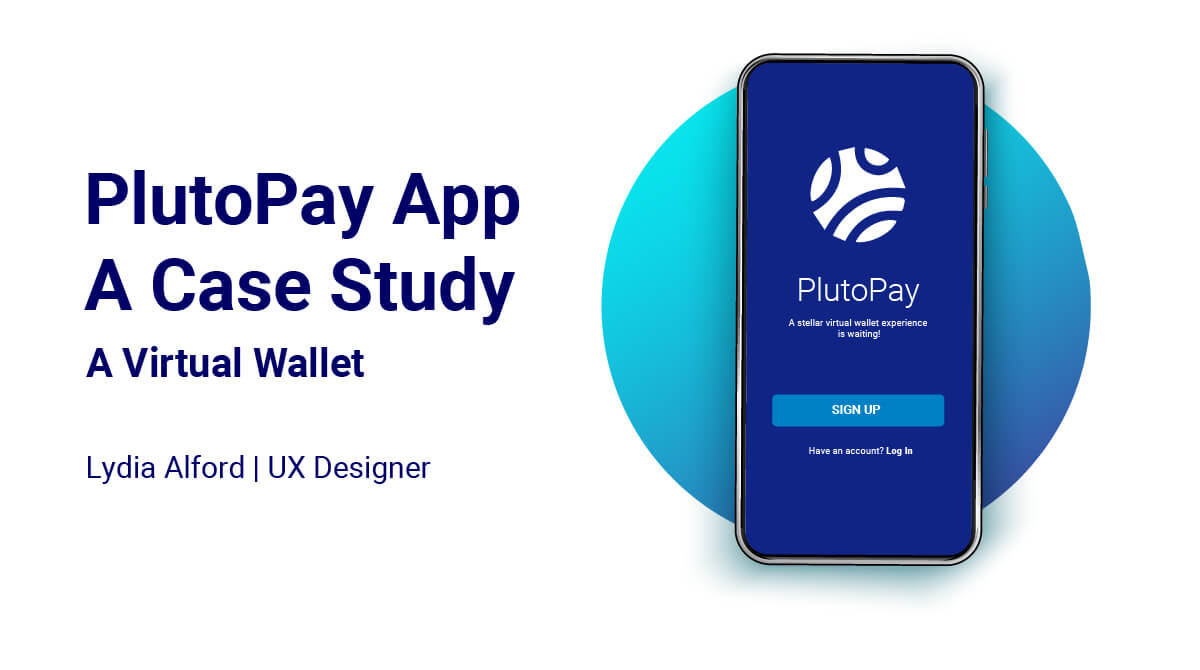 PlutoPay App
A Case Study
A Virtual Wallet
Lydia Alford | UX Designer
PlutoPay
A stellar virtual wallet experience
is waiting!
SIGN UP
Have an account? Log In